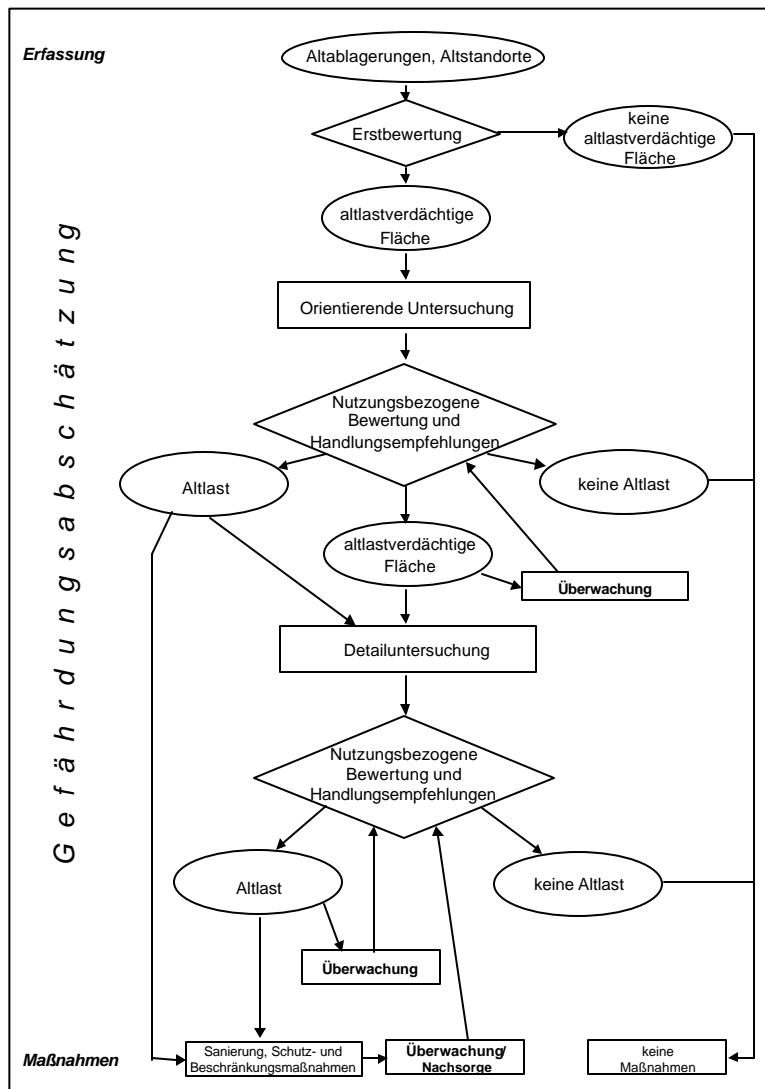 Erfassung
Altablagerungen, Altstandorte
Erstbewertung
keine
altlastverdächtige
Fläche
altlastverdächtige
Fläche
Gefährdungsabschätzung
Orientierende Untersuchung
Nutzungsbezogene
Bewertung und
Handlungsempfehlungen
Altlast
keine Altlast
altlastverdächtige
Fläche
Überwachung
Detailuntersuchung
Nutzungsbezogene
Bewertung und
Handlungsempfehlungen
Altlast
keine Altlast
Überwachung
Maßnahmen
Sanierung, Schutz- und
Beschränkungsmaßnahmen
Überwachung/
Nachsorge
keine
Maßnahmen